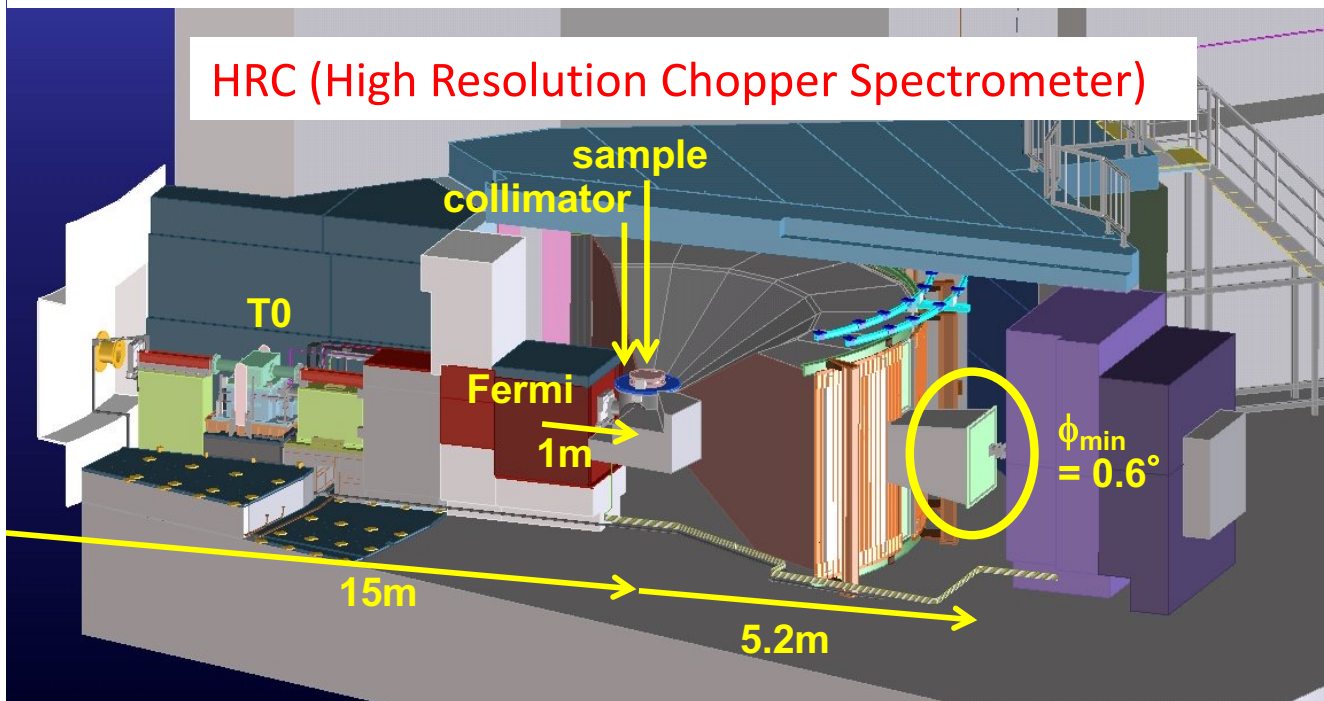 HRC (High Resolution Chopper Spectrometer)
sample
collimator
T0
Fermi
1m
ϕmin
= 0.6°
15m
5.2m